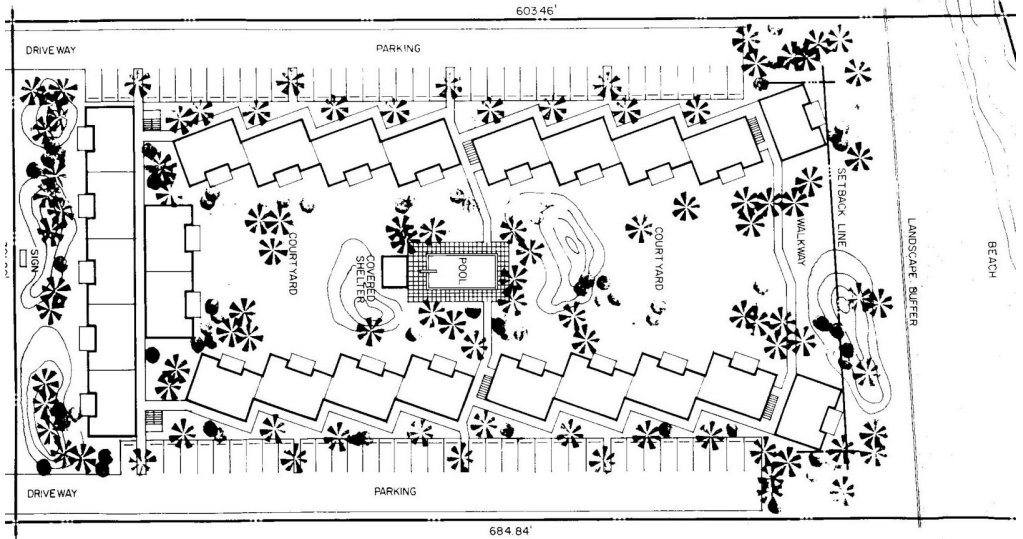 603.46'
DRIVEWAY
PARKING
SIGN
COURTYARD
COVERED
SHELTER
POOL
COURTYARD
WALKWAY
SETBACK LINE
LANDSCAPE BUFFER
BEACH
DRIVEWAY
PARKING
684.84'